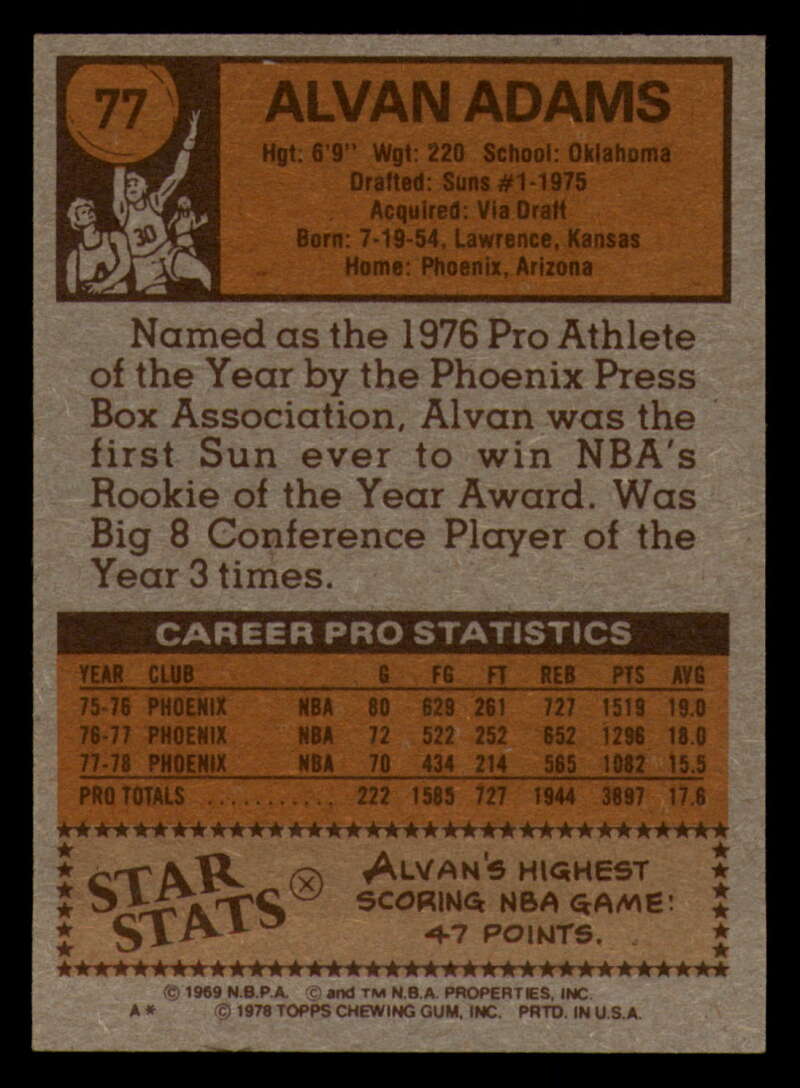 77
ALVAN ADAMS
Hgt: 6'9" Wgt: 220 School: Oklahoma
Drafted: Suns #1-1975
Acquired: Via Draft
Born: 7-19-54, Lawrence, Kansas
Home: Phoenix, Arizona
30
Named as the 1976 Pro Athlete
of the Year by the Phoenix Press
Box Association, Alvan was the
first Sun ever to win NBA's
Rookie of the Year Award. Was
Big 8 Conference Player of the
Year 3 times.
CAREER PRO STATISTICS
YEAR CLUB G FG FT REB PTS AVG
75-76 PHOENIX NBA 80 629 261 727 1519 19.0
76-77 PHOENIX NBA 72 522 252 652 1296 18.0
77-78 PHOENIX NBA 70 434 214 565 1082 15.5
PRO TOTALS ........... 222 1585 727 1944 3897 17.6
STAR
STATS
ALVAN'S HIGHEST
SCORING NBA GAME:
47 POINTS.
© 1969 N.B.P.A. © and TM N.B.A. PROPERTIES, INC.
A* © 1978 TOPPS CHEWING GUM, INC. PRTD. IN U.S.A.